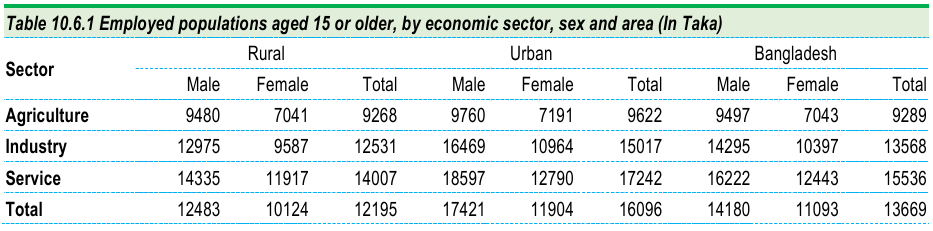 Table 10.6.1 Employed populations aged 15 or older, by economic sector, sex and area (In Taka)
Sector Rural Urban Bangladesh
Male Female Total Male Female Total Male Female Total
Agriculture 9480 7041 9268 9760 7191 9622 9497 7043 9289
Industry 12975 9587 12531 16469 10964 15017 14295 10397 13568
Service 14335 11917 14007 18597 12790 17242 16222 12443 15536
Total 12483 10124 12195 17421 11904 16096 14180 11093 13669